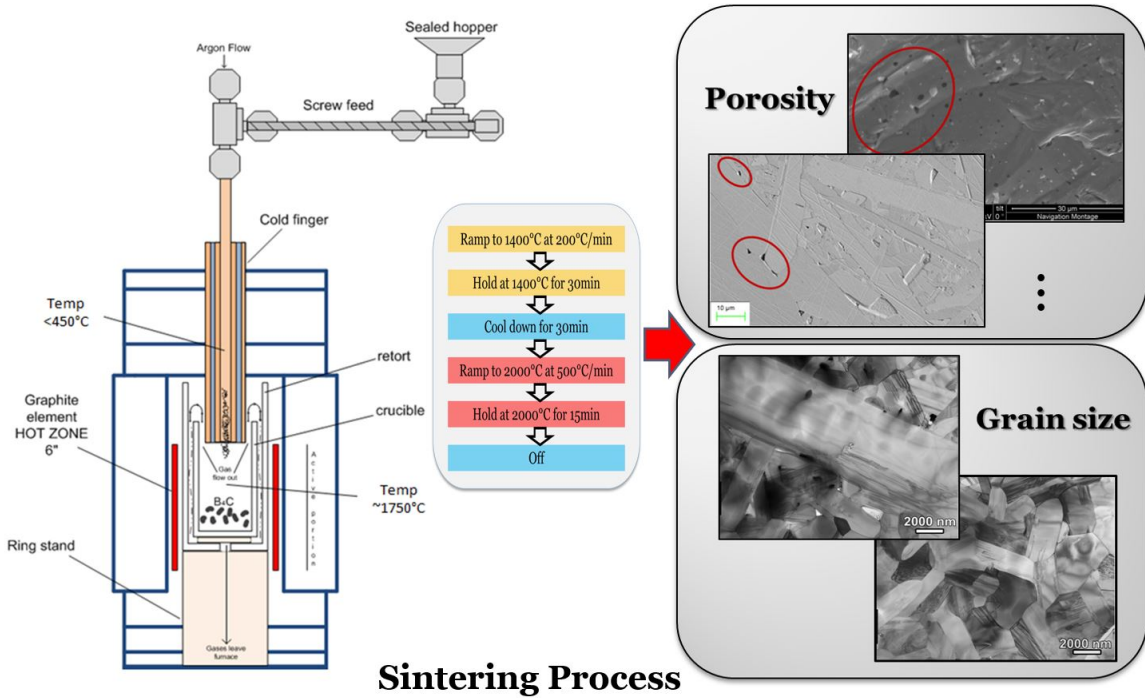 Sealed hopper
Argon Flow
Screw feed
Cold finger
Temp
<450°C
retort
crucible
Graphite
element
HOT ZONE
6"
Gas
flow out
B₄C
Active portion
Temp
~1750°C
Ring stand
Gases leave
furnace
Ramp to 1400°C at 200°C/min
Hold at 1400°C for 30min
Cool down for 30min
Ramp to 2000°C at 500°C/min
Hold at 2000°C for 15min
Off
Porosity
tilt
30 µm
kV
0 °
Navigation Montage
10 µm
Grain size
2000 nm
2000 nm
Sintering Process